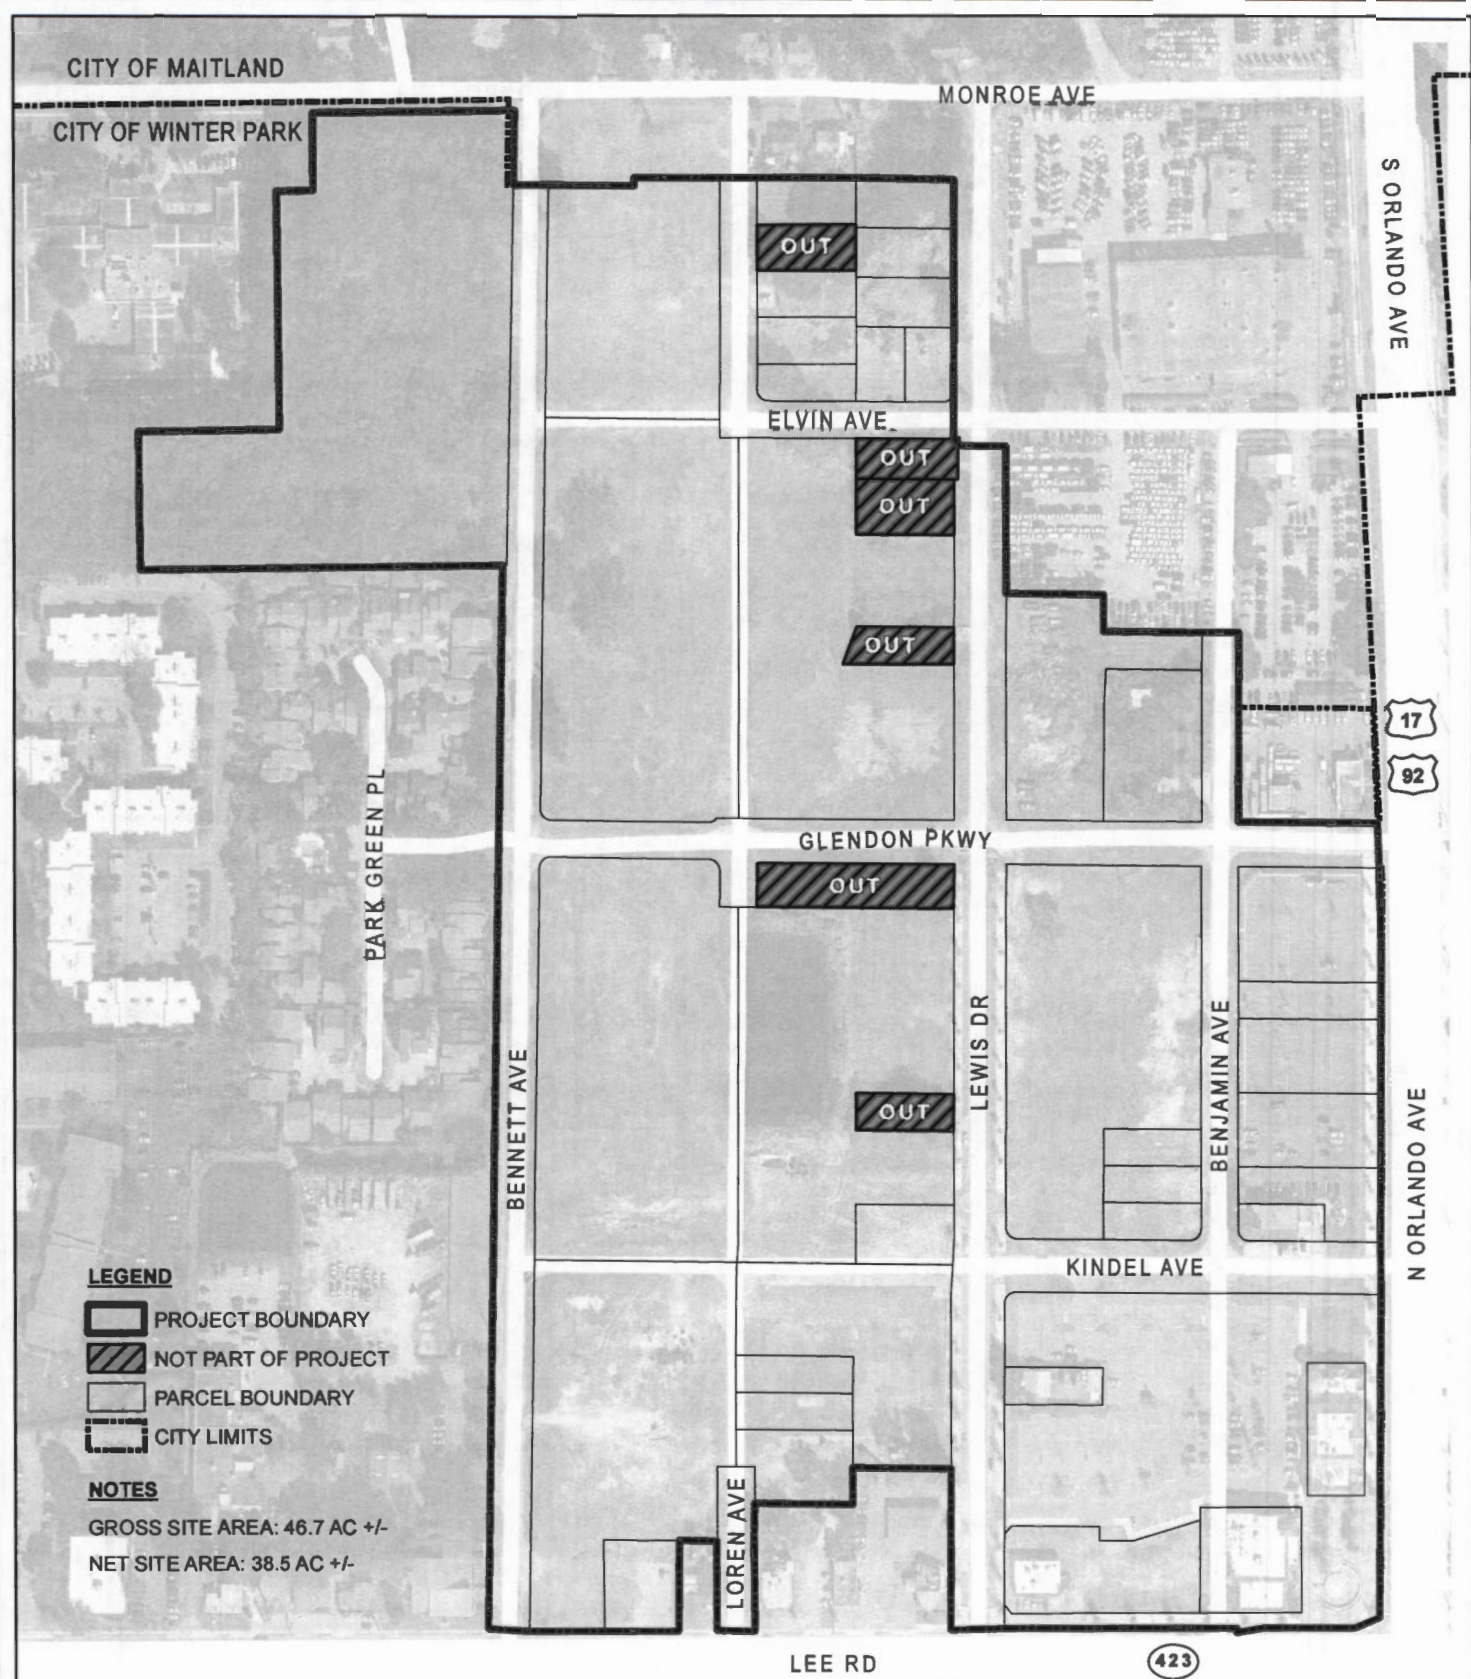 CITY OF MAITLAND
MONROE AVE
CITY OF WINTER PARK
S ORLANDO AVE
OUT
ELVIN AVE.
OUT
OUT
OUT
17
92
PARK GREEN PL
GLENDON PKWY
OUT
LEWIS DR
BENJAMIN AVE
BENNETT AVE
OUT
N ORLANDO AVE
KINDEL AVE
LEGEND
PROJECT BOUNDARY
NOT PART OF PROJECT
PARCEL BOUNDARY
CITY LIMITS
NOTES
GROSS SITE AREA: 46.7 AC +/-
NET SITE AREA: 38.5 AC +/-
LOREN AVE
LEE RD
423